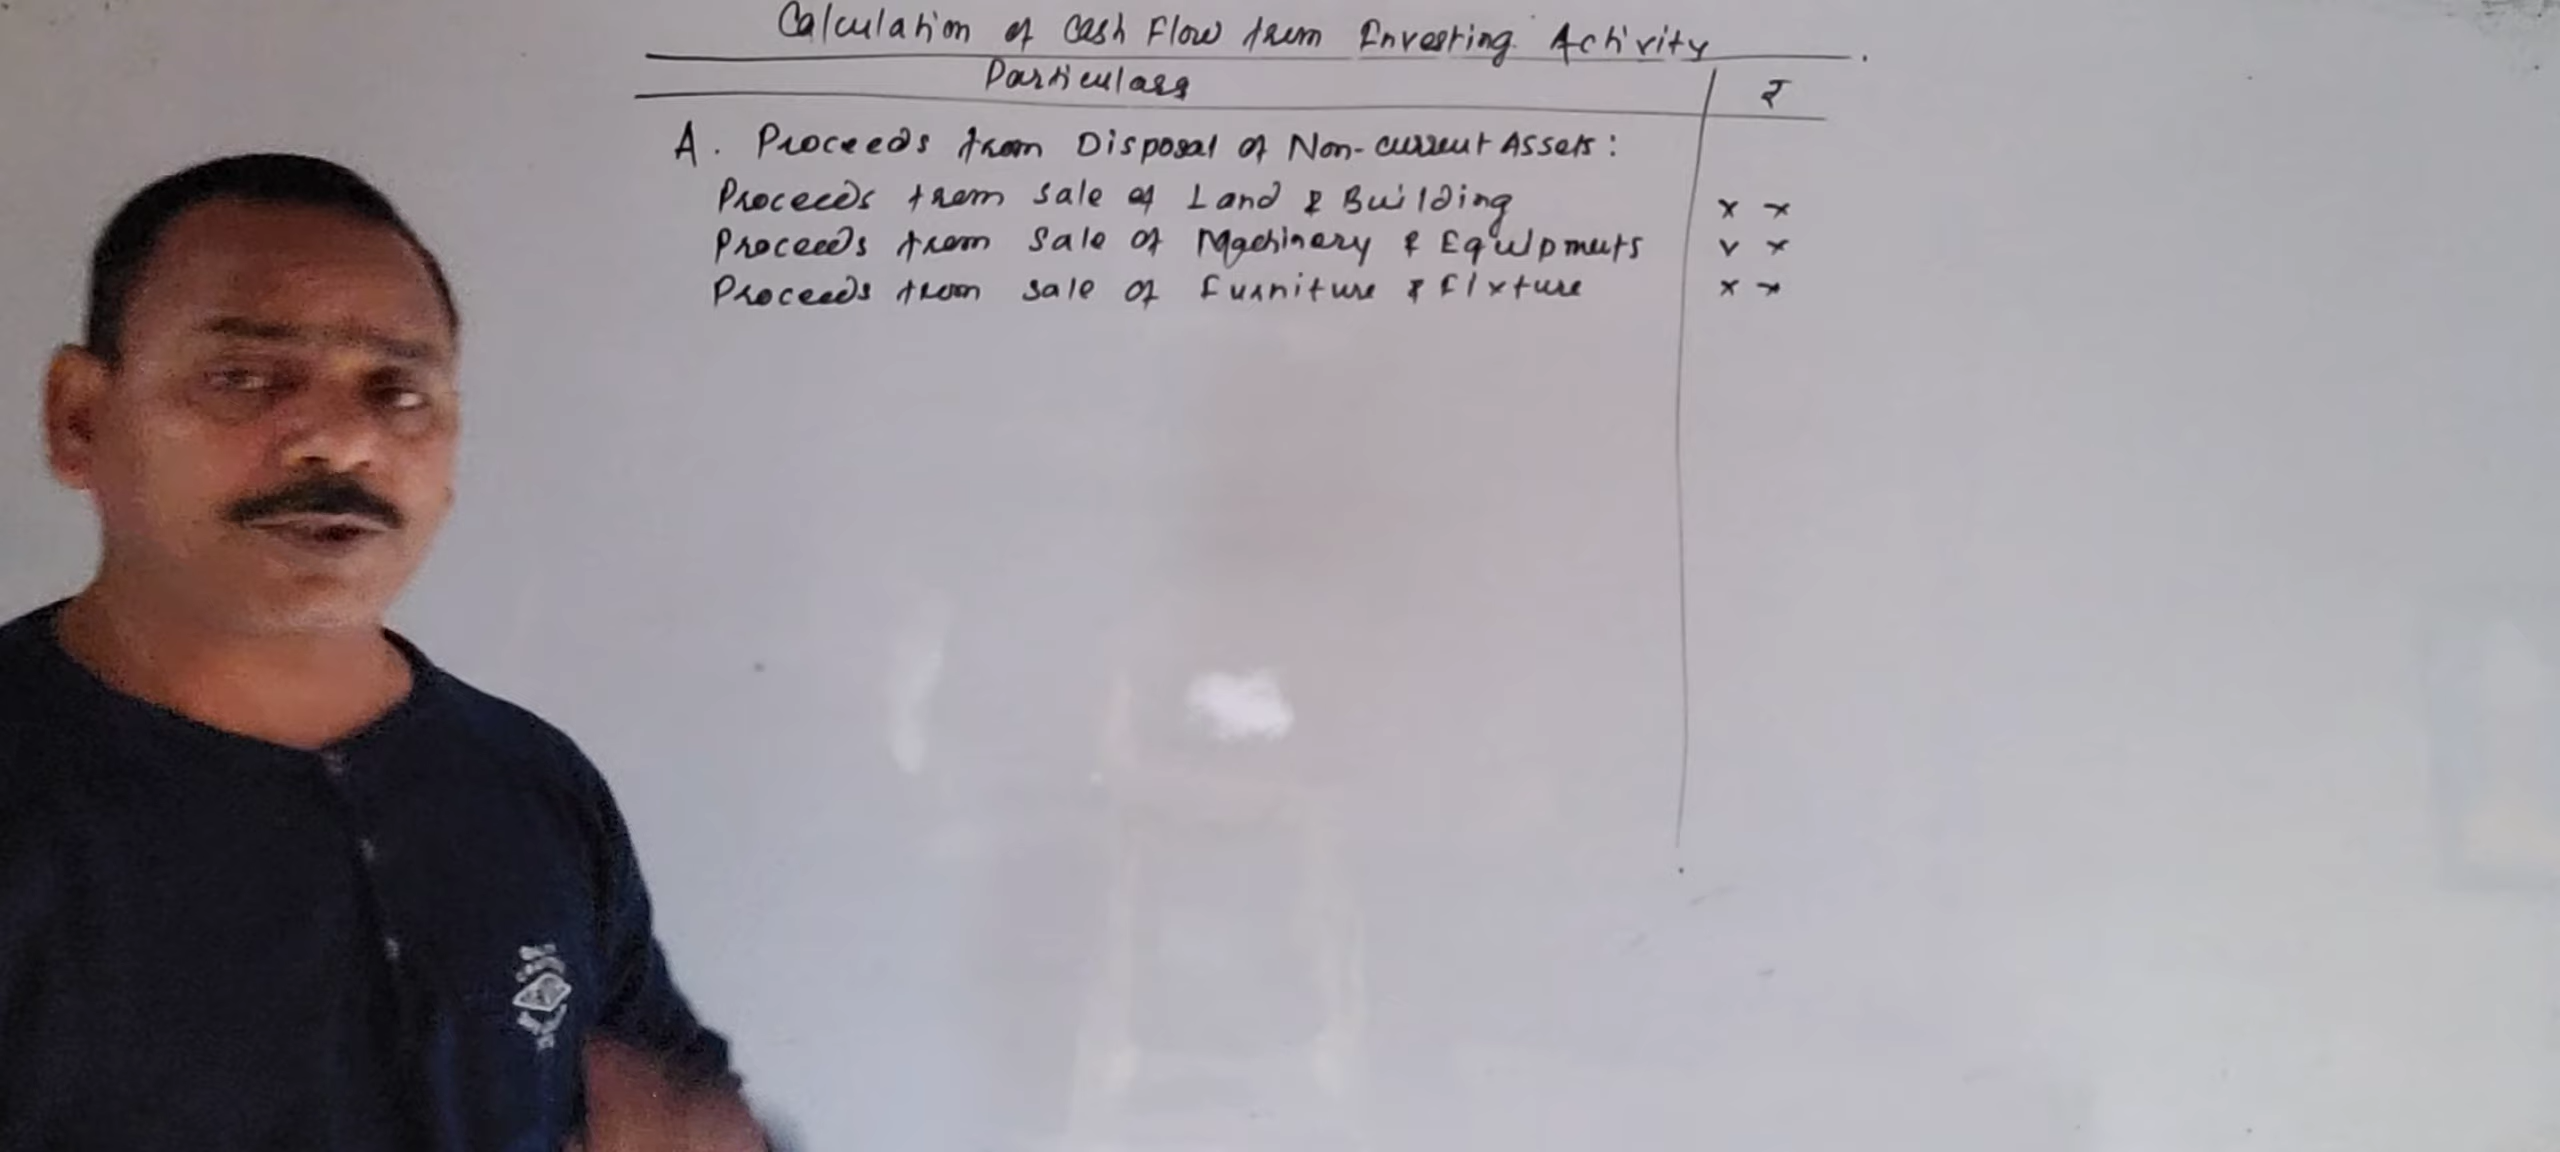 Calculation of Cash Flow from Investing Activity
Particulars ₹
A. Proceeds from Disposal of Non-current Assets:
Proceeds from sale of Land & Building x x
Proceeds from sale of Machinery & Equipments x x
Proceeds from sale of Furniture & Fixture x x